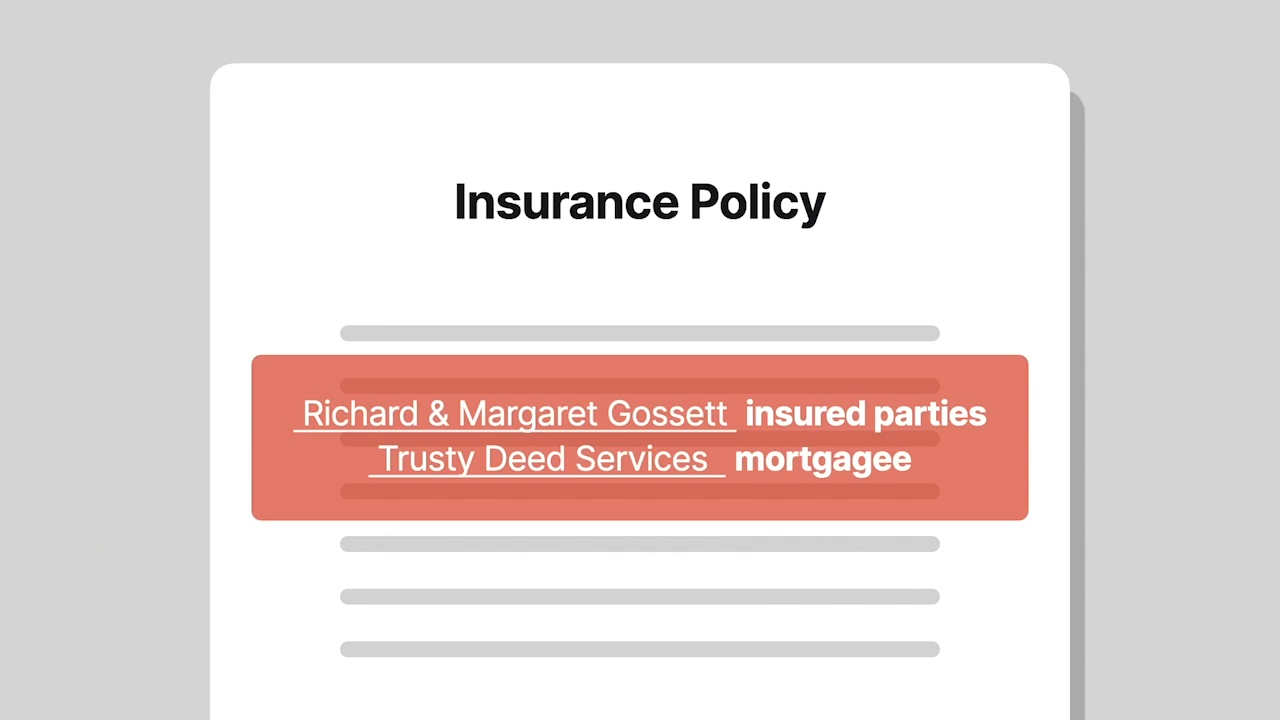 Insurance Policy
Richard & Margaret Gossett insured parties
Trusty Deed Services mortgagee